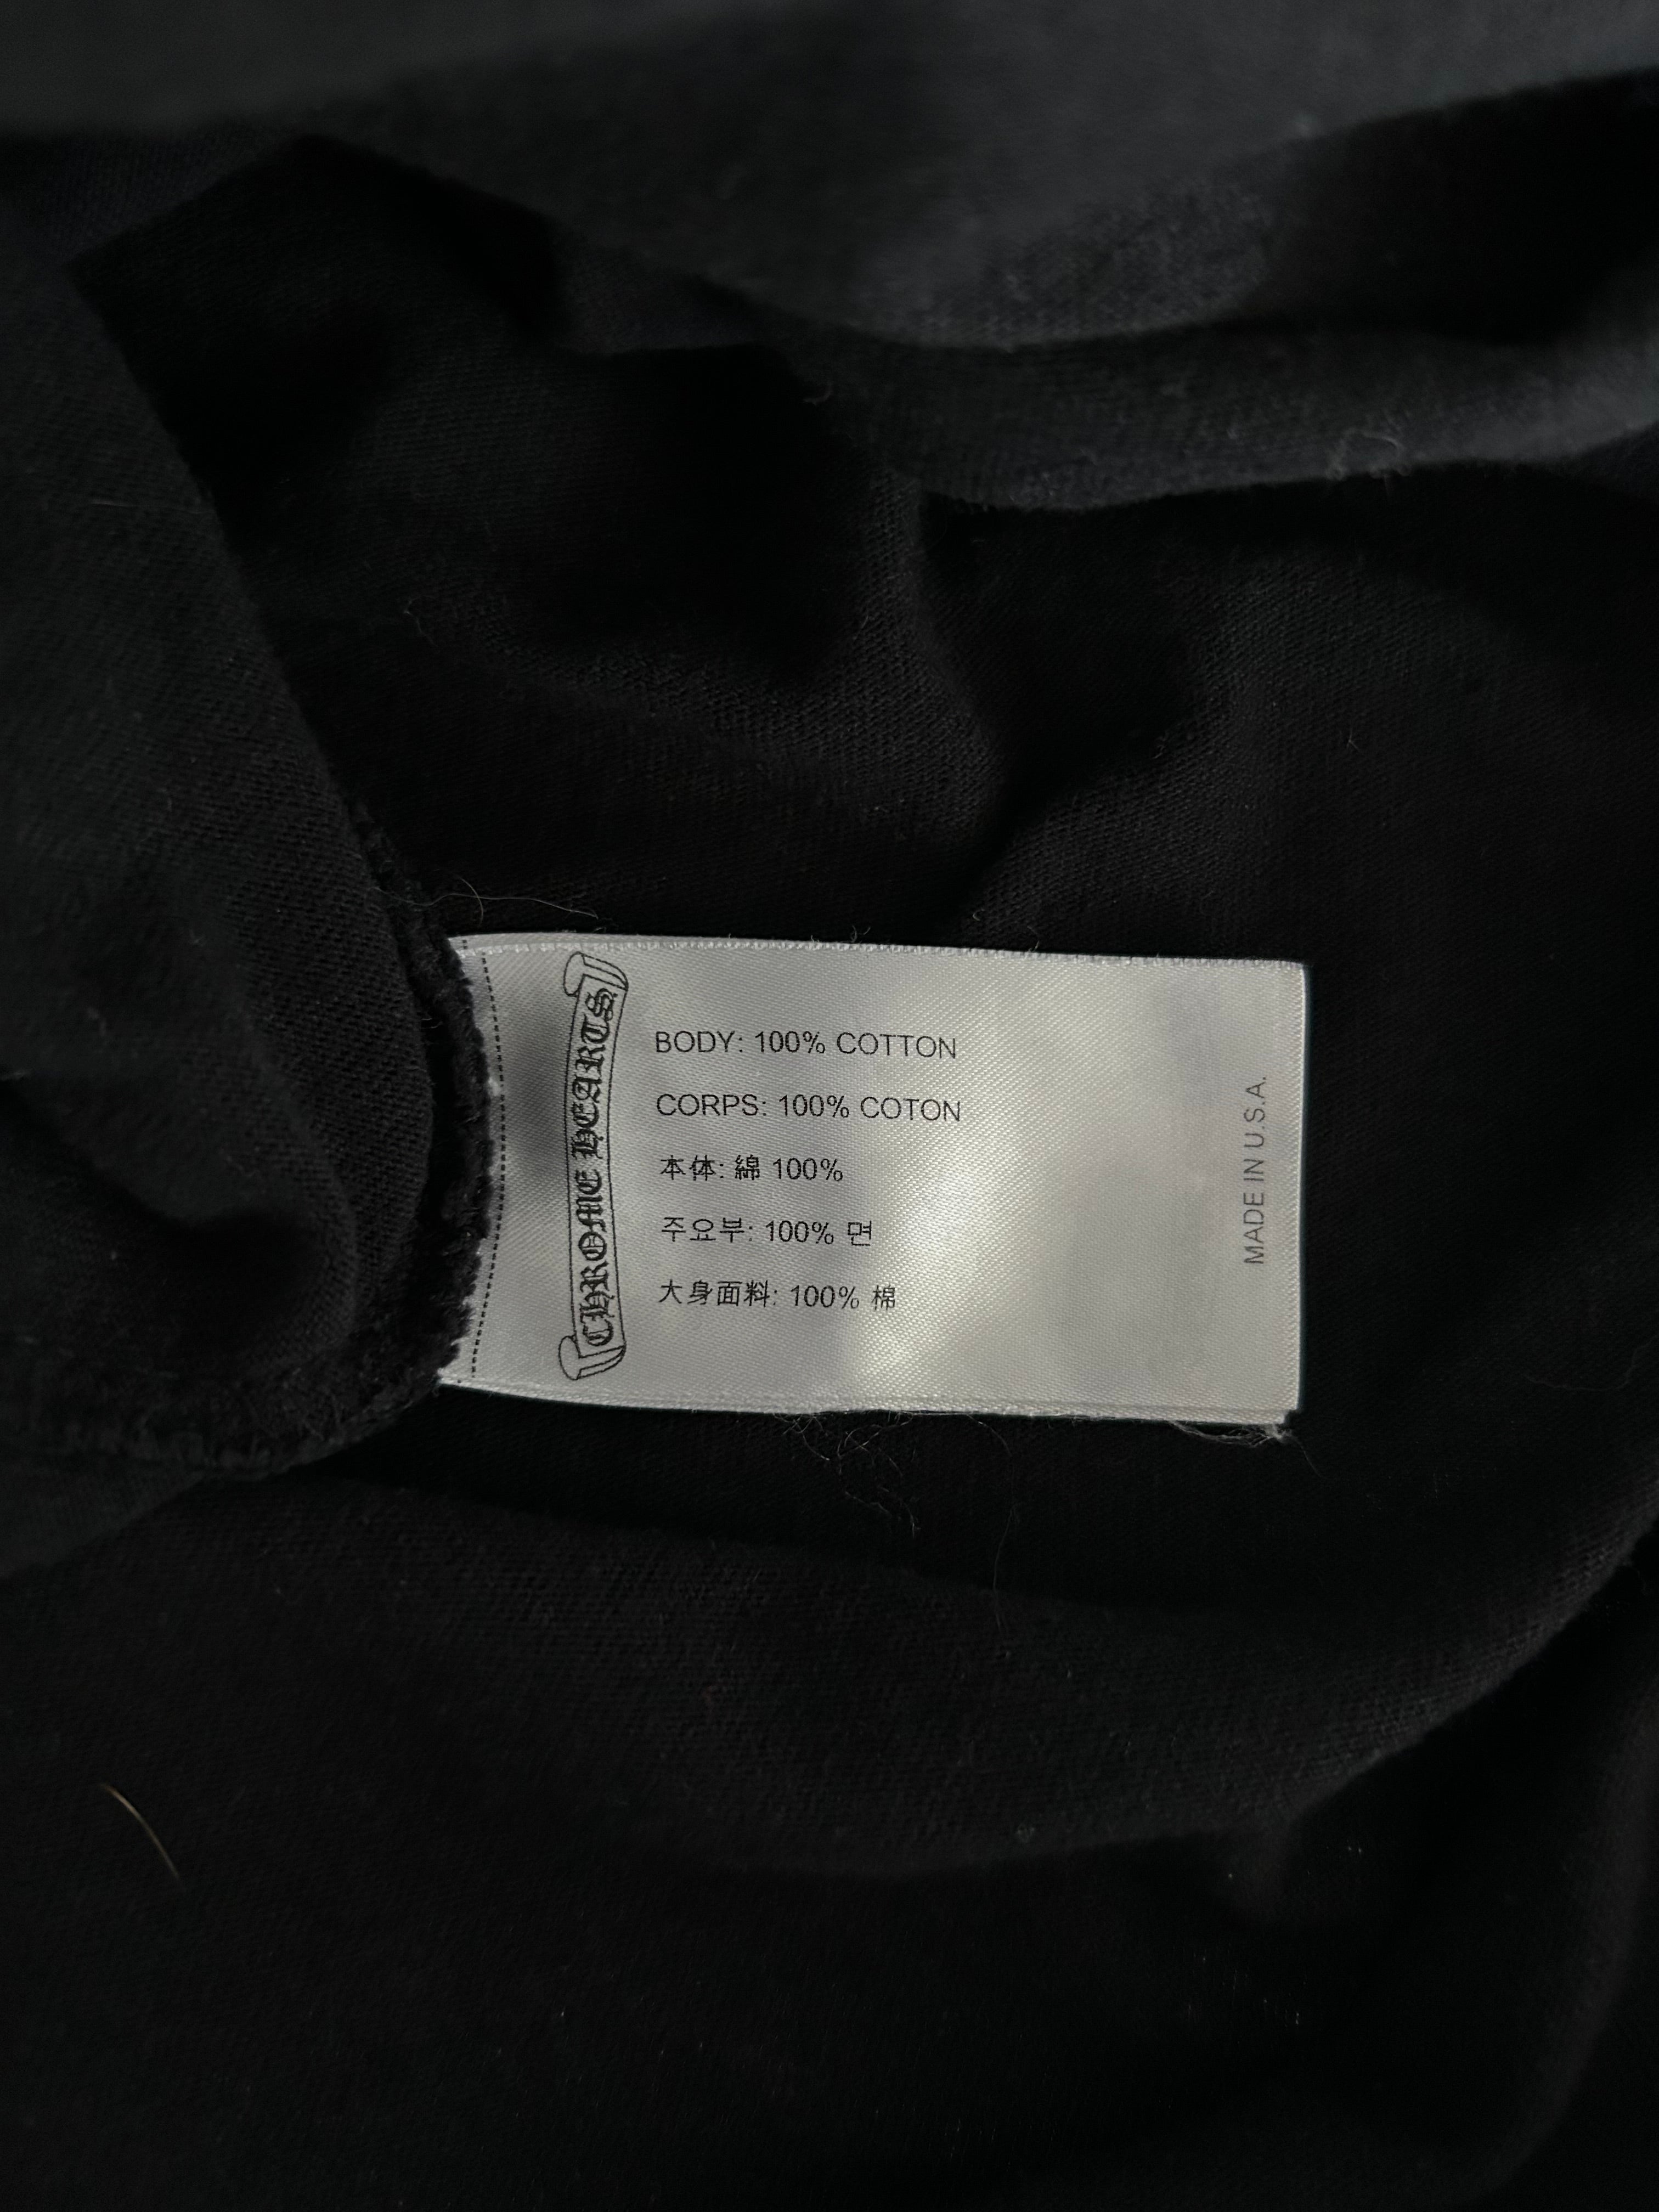 CHROME HEARTS
BODY: 100% COTTON
CORPS: 100% COTON
本体: 綿 100%
주요부: 100% 면
大身面料: 100% 棉
MADE IN U.S.A.